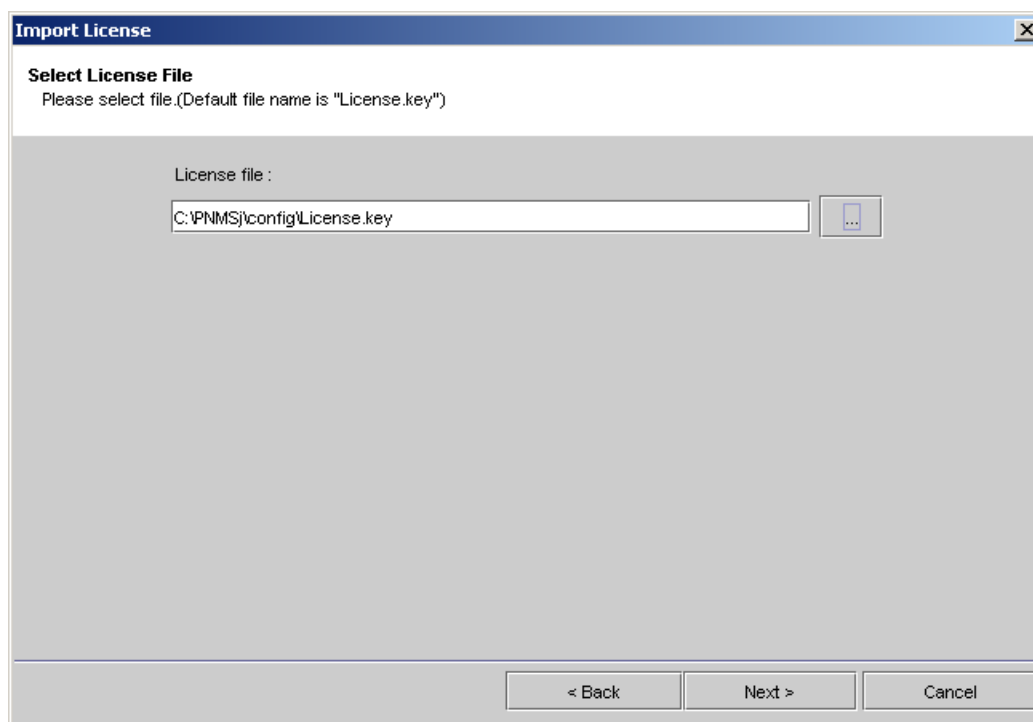 Import License
Select License File
Please select file.(Default file name is "License.key")
License file :
C:\PNMSj\config\License.key
...
< Back
Next >
Cancel